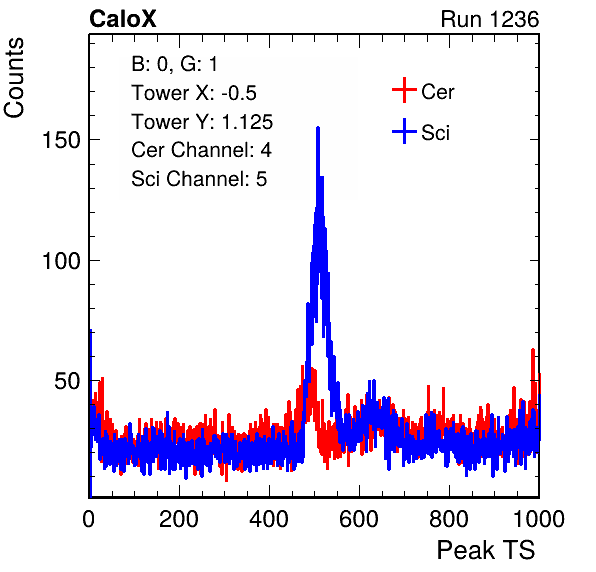 CaloX Run 1236
Counts
B: 0, G: 1
Tower X: -0.5
Tower Y: 1.125
Cer Channel: 4
Sci Channel: 5
Cer
Sci
150
100
50
0 200 400 600 800 1000
Peak TS